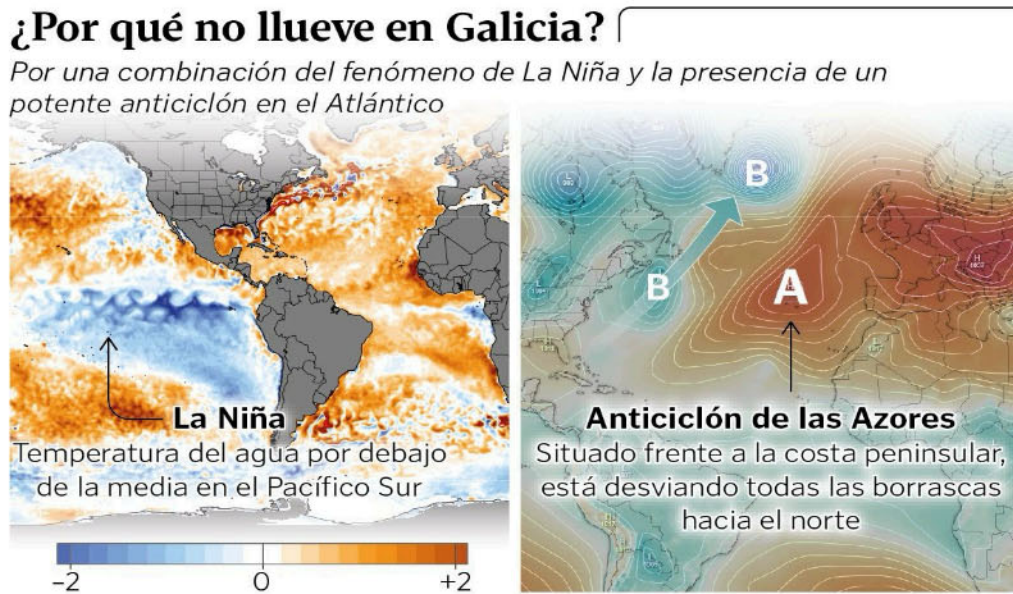 ¿Por qué no llueve en Galicia?
Por una combinación del fenómeno de La Niña y la presencia de un
potente anticiclón en el Atlántico
La Niña
Temperatura del agua por debajo
de la media en el Pacífico Sur
-2
0
+2
B
B
A
L
H
Anticiclón de las Azores
Situado frente a la costa peninsular,
está desviando todas las borrascas
hacia el norte